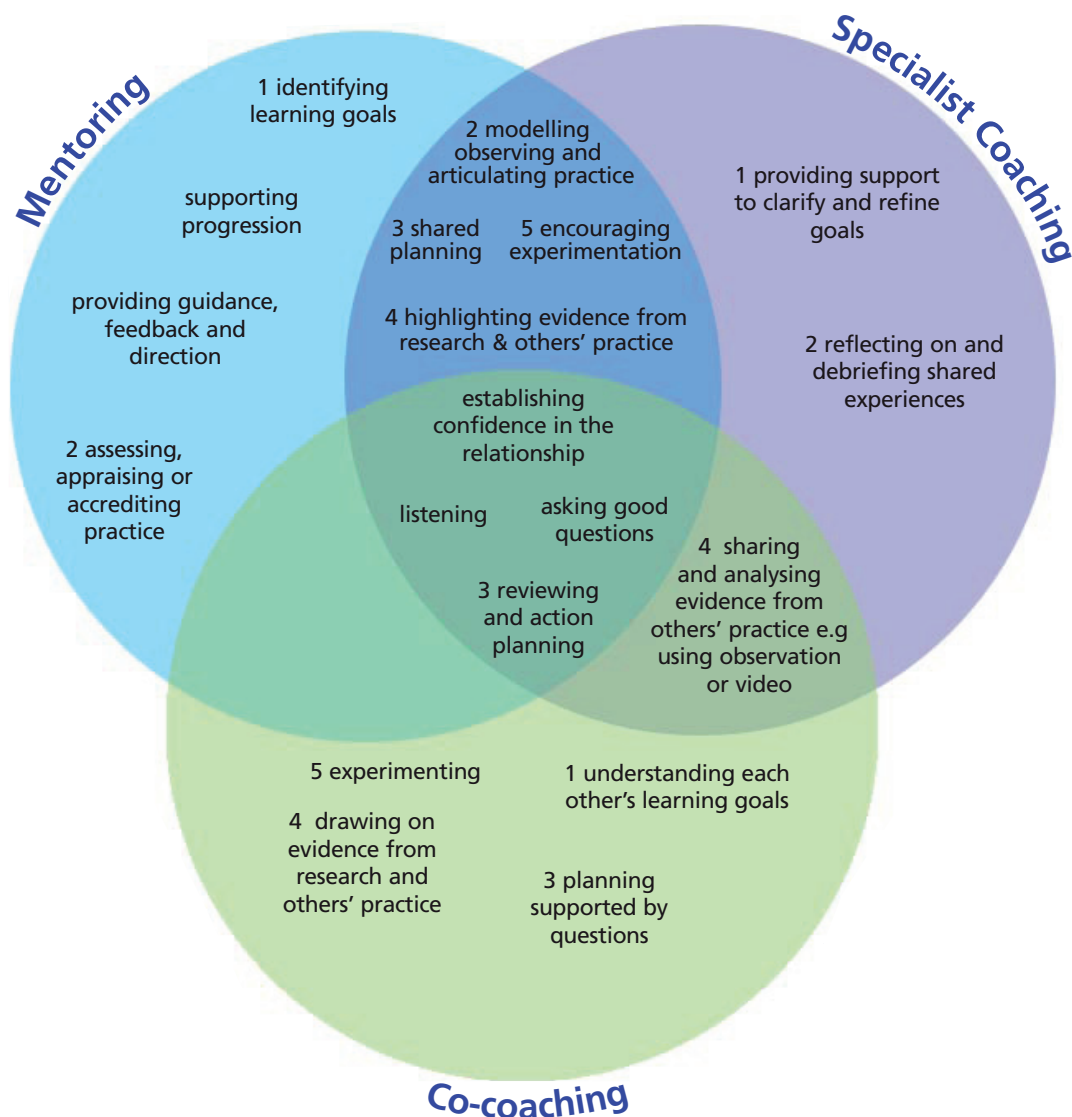 Mentoring
Specialist Coaching
1 identifying
learning goals
supporting
progression
providing guidance,
feedback and
direction
2 assessing,
appraising or
accrediting
practice
2 modelling
observing and
articulating practice
3 shared
planning
5 encouraging
experimentation
4 highlighting evidence from
research & others’ practice
1 providing support
to clarify and refine
goals
2 reflecting on and
debriefing shared
experiences
establishing
confidence in the
relationship
listening
asking good
questions
3 reviewing
and action
planning
4 sharing
and analysing
evidence from
others’ practice e.g
using observation
or video
5 experimenting
1 understanding each
other’s learning goals
4 drawing on
evidence from
research and
others’ practice
3 planning
supported by
questions
Co-coaching